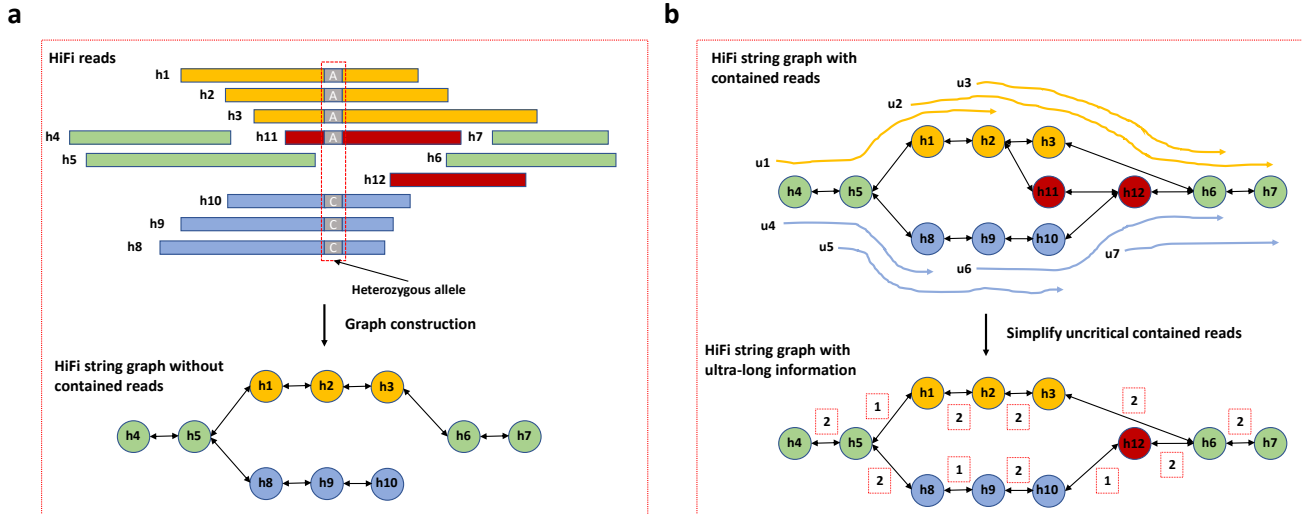 a
HiFi reads
h1
A
h2
A
h3
A
h4
h11
A
h7
h5
h6
h12
h10
C
h9
C
h8
C
Heterozygous allele
Graph construction
HiFi string graph without
contained reads
h1 h2 h3
h4 h5 h6 h7
h8 h9 h10
b
HiFi string graph with
contained reads
u3
u2
u1
h1 h2 h3
h4 h5 h11 h12 h6 h7
h8 h9 h10
u4
u5
u6
u7
Simplify uncritical contained reads
HiFi string graph with
ultra-long information
h1 h2 h3
1 2 2 2
h4 2 h5 h12 h6 2 h7
2 1 2 1 2
h8 h9 h10